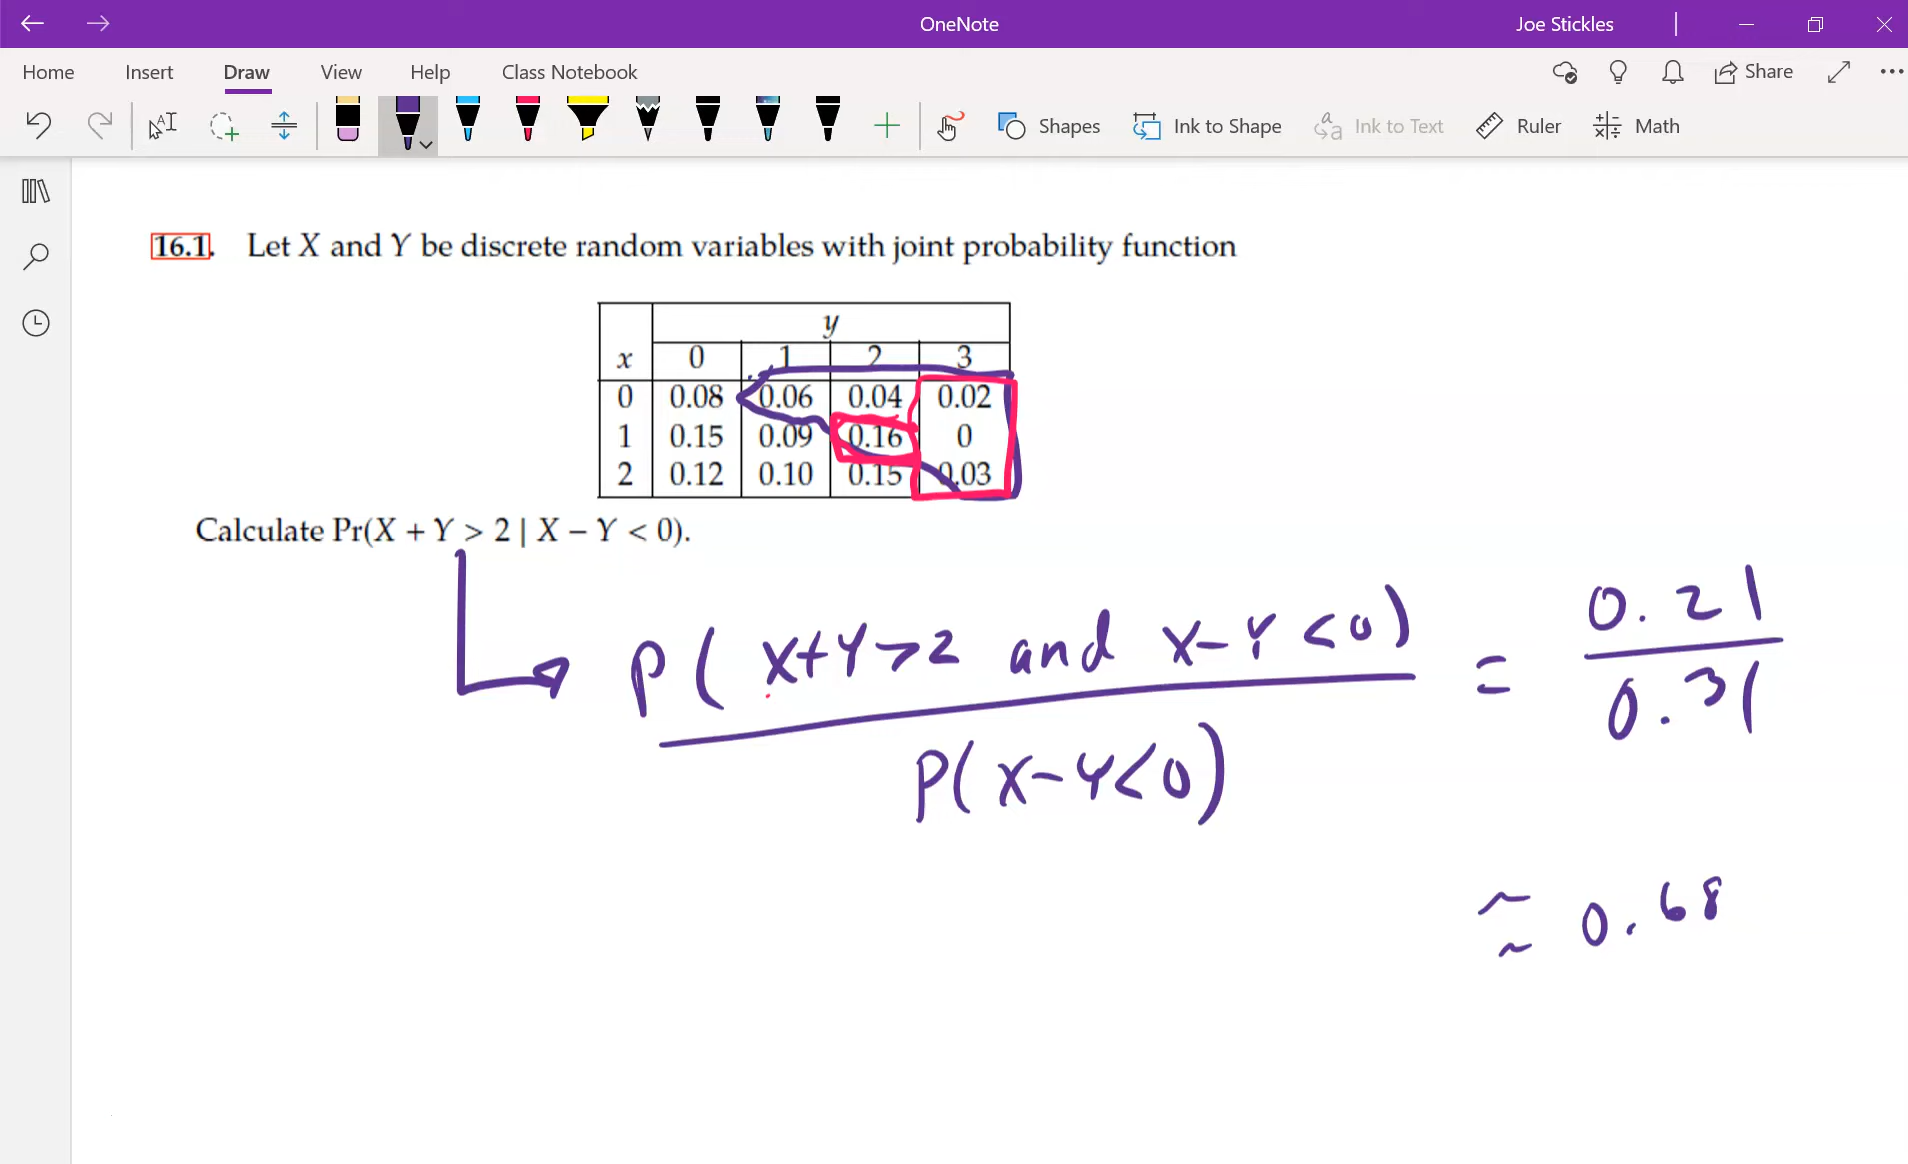 OneNote
Joe Stickles
Home Insert Draw View Help Class Notebook Share
Shapes Ink to Shape Ink to Text Ruler Math
16.1. Let X and Y be discrete random variables with joint probability function
y
x 0 1 2 3
0 0.08 0.06 0.04 0.02
1 0.15 0.09 0.16 0
2 0.12 0.10 0.15 0.03
Calculate Pr(X + Y > 2 | X − Y < 0).
P( X+Y>2 and X-Y<0) = 0.21
P(X-Y<0) 0.31
≈ 0.68